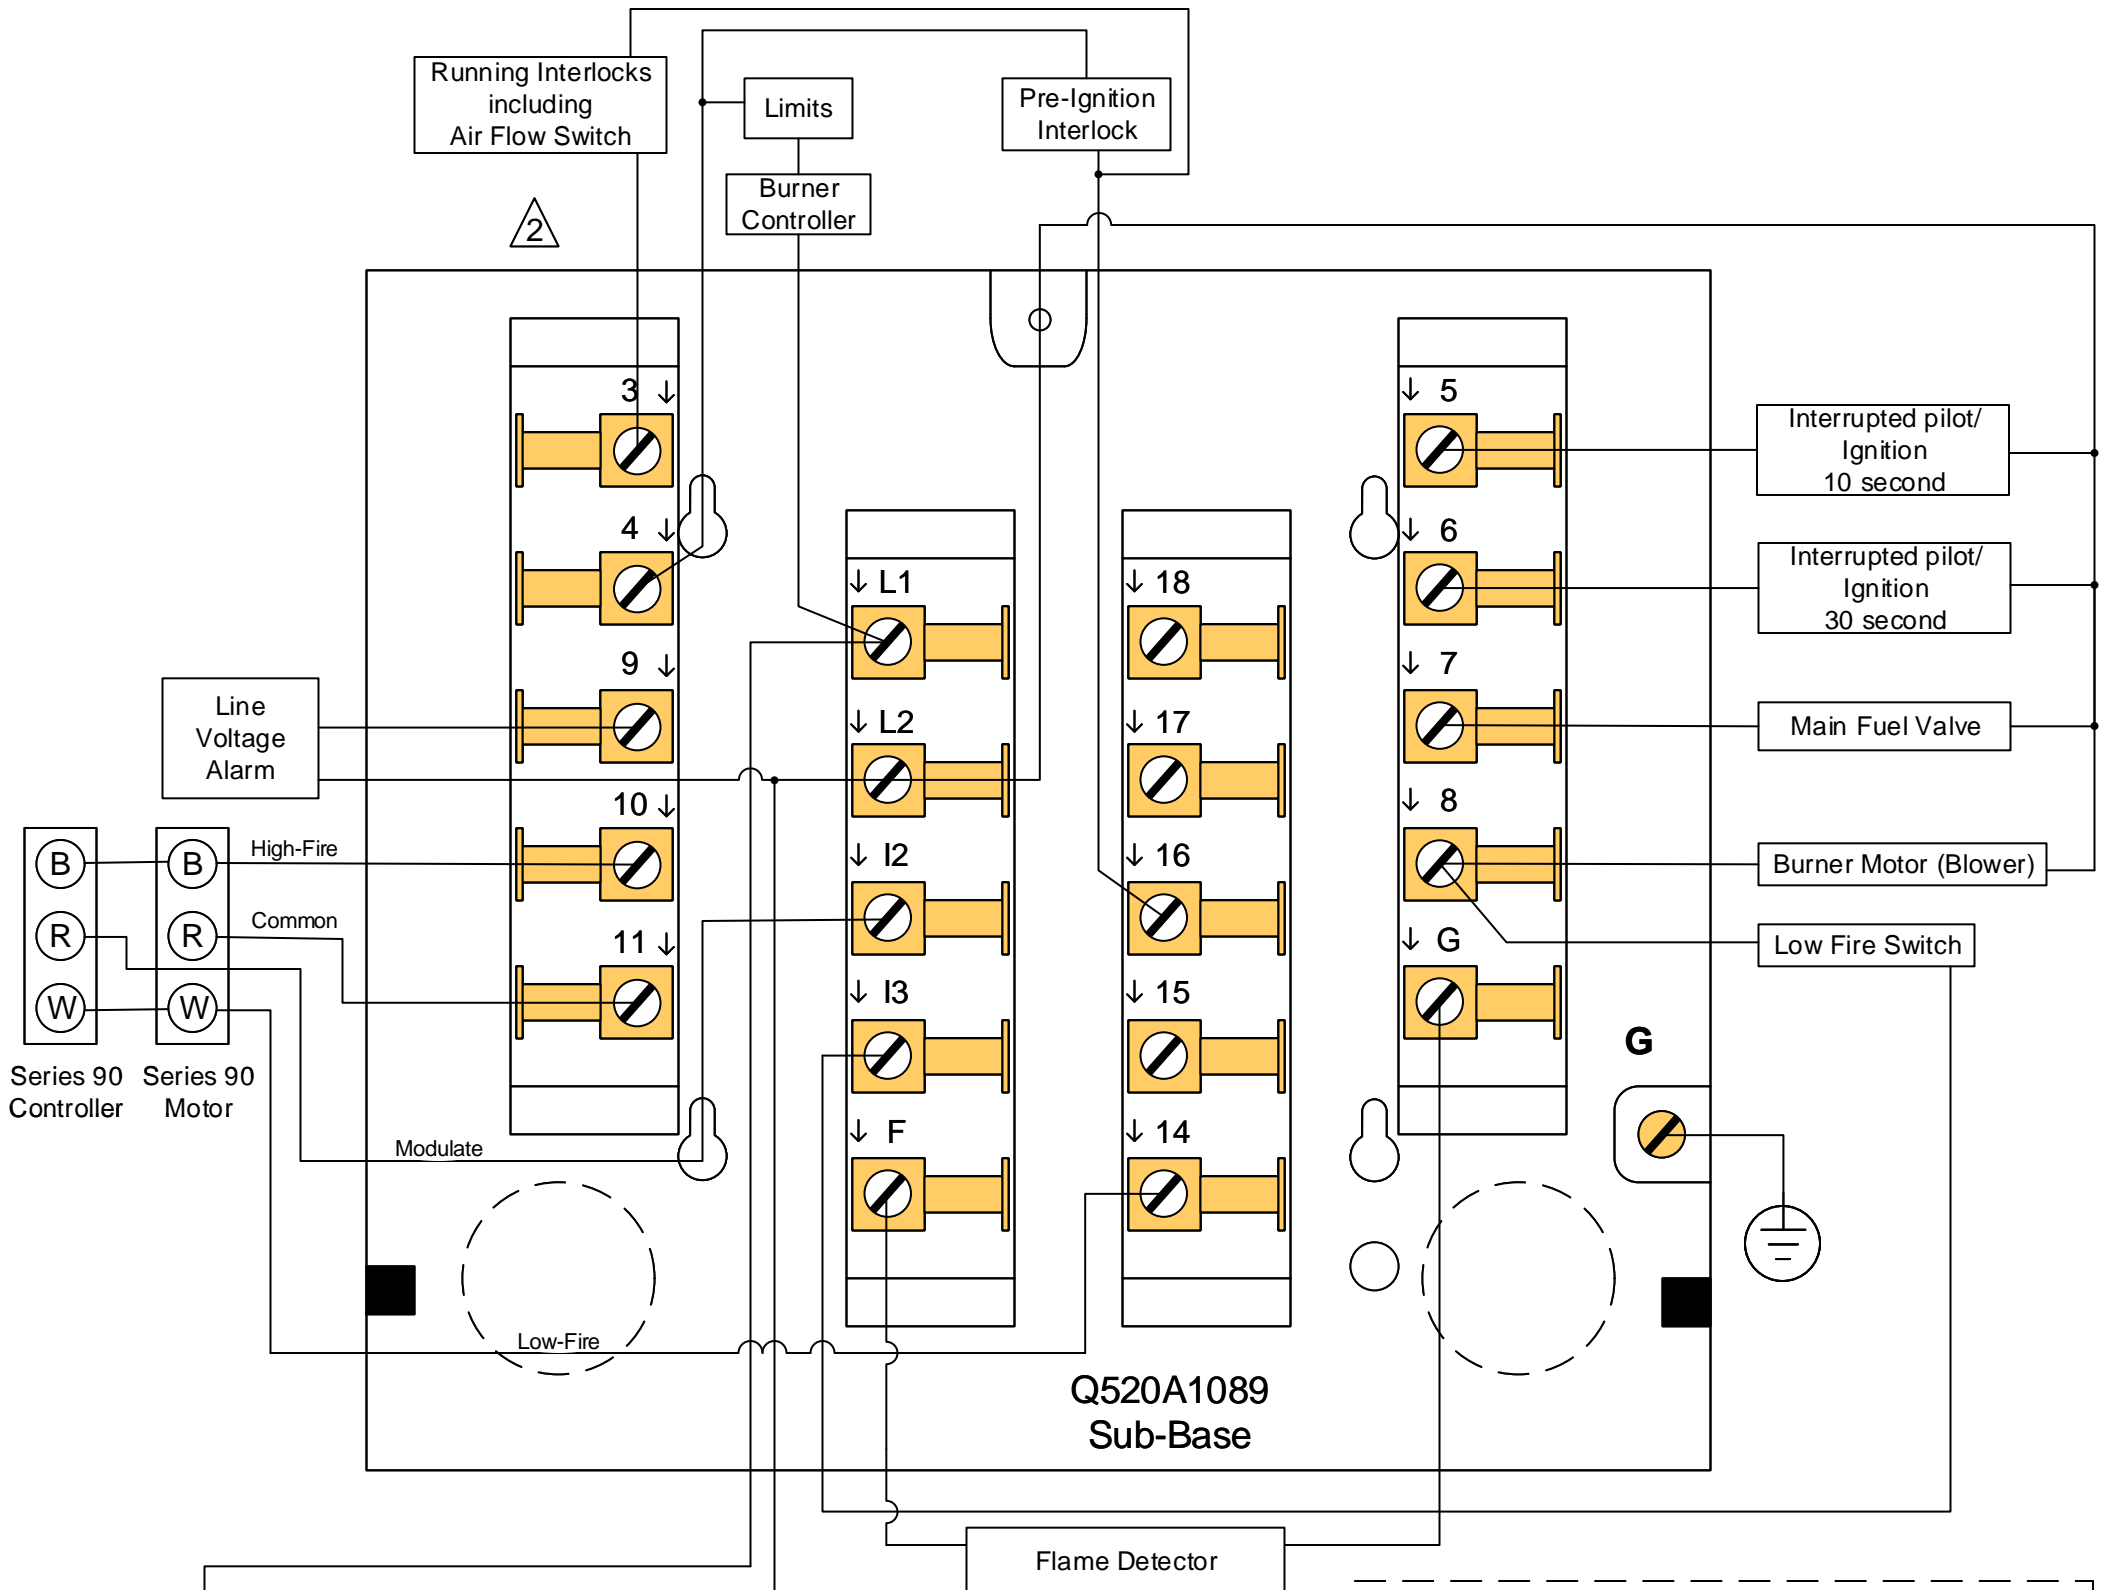 Running Interlocks
including
Air Flow Switch
Limits
Pre-Ignition
Interlock
Burner
Controller
2
3
4
9
10
11
L1
L2
I2
I3
F
18
17
16
15
14
5
6
7
8
G
Interrupted pilot/
Ignition
10 second
Interrupted pilot/
Ignition
30 second
Main Fuel Valve
Burner Motor (Blower)
Low Fire Switch
Line
Voltage
Alarm
B
R
W
B
R
W
High-Fire
Common
Series 90
Controller
Series 90
Motor
Modulate
Low-Fire
G
Q520A1089
Sub-Base
Flame Detector